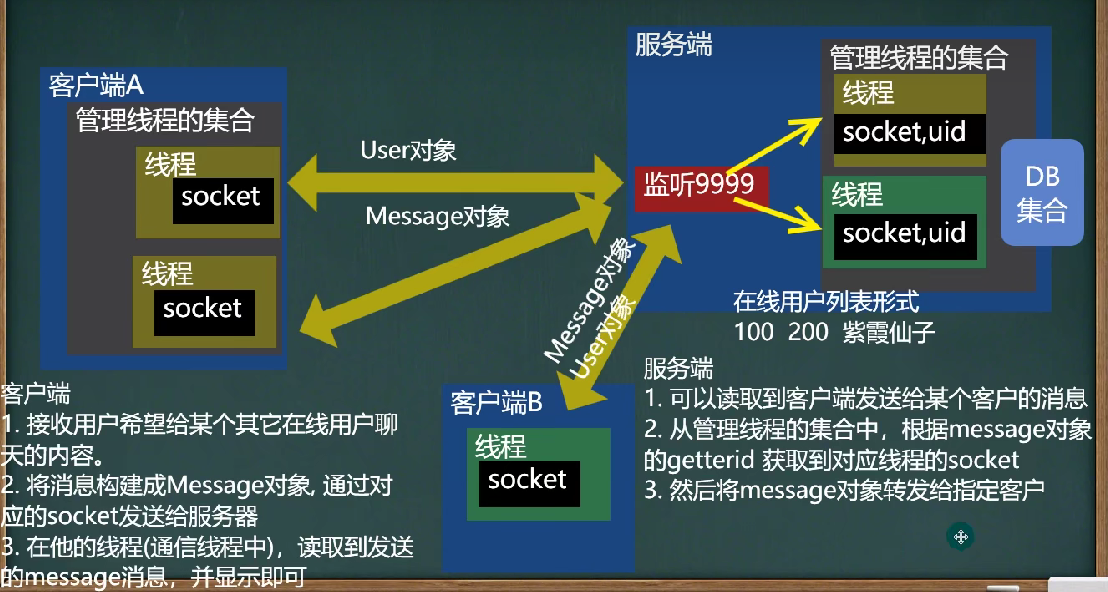 客户端A
管理线程的集合
线程
socket
线程
socket
User对象
Message对象
Message对象
User对象
服务端
监听9999
管理线程的集合
线程
socket,uid
线程
socket,uid
DB
集合
在线用户列表形式
100 200 紫霞仙子
客户端B
线程
socket
客户端
1. 接收用户希望给某个其它在线用户聊
天的内容。
2. 将消息构建成Message对象, 通过对
应的socket发送给服务器
3. 在他的线程(通信线程中)，读取到发送
的message消息，并显示即可
服务端
1. 可以读取到客户端发送给某个客户的消息
2. 从管理线程的集合中，根据message对象
的getterid 获取到对应线程的socket
3. 然后将message对象转发给指定客户